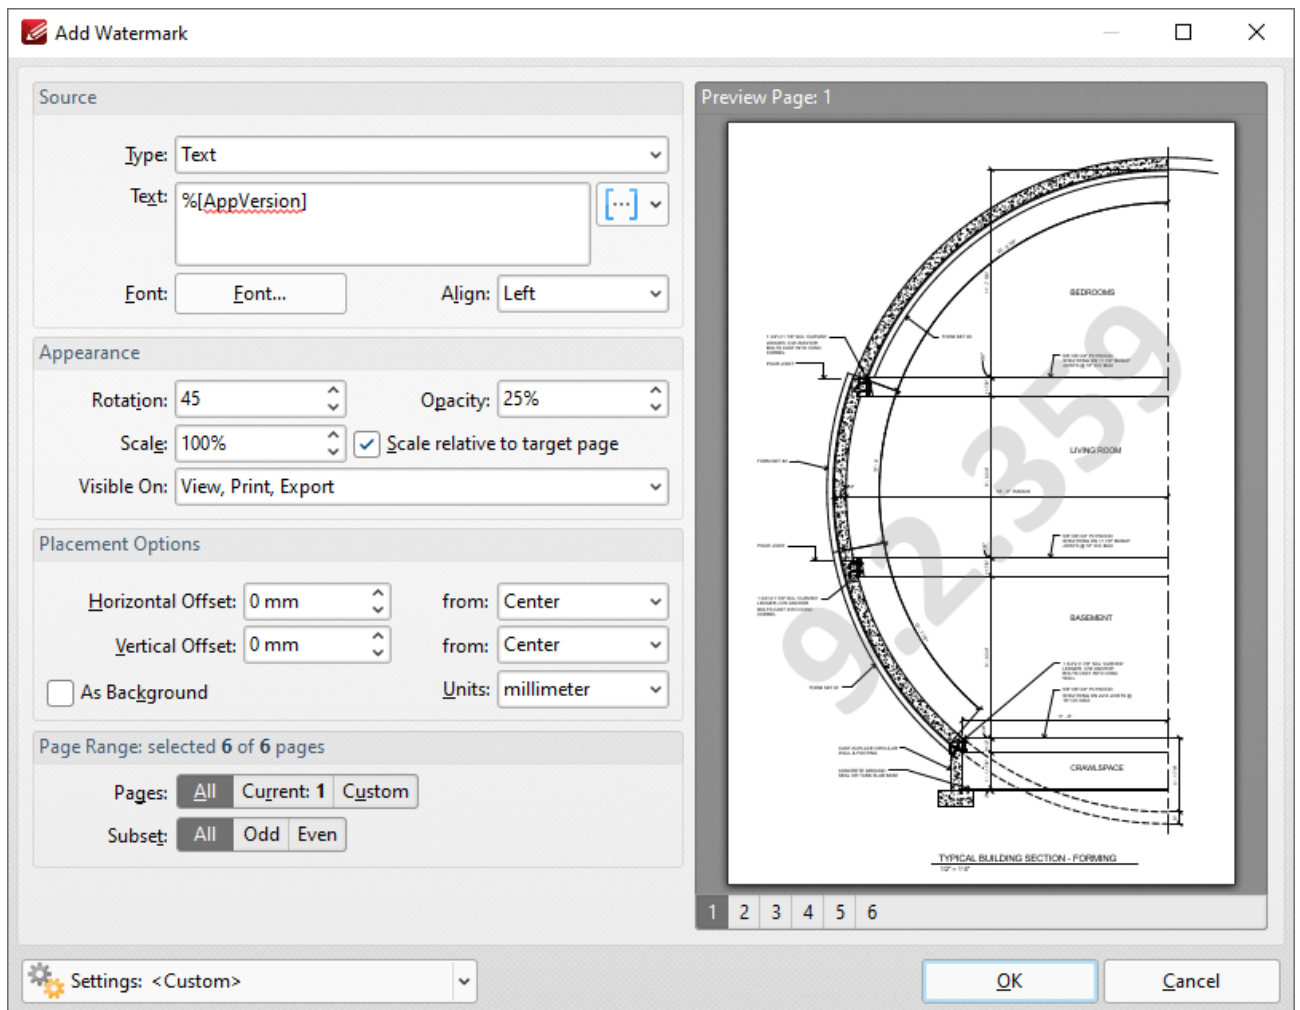 Add Watermark
Source
Type: Text
Text: %[AppVersion]
Font: Font... Align: Left
Appearance
Rotation: 45 Opacity: 25%
Scale: 100% Scale relative to target page
Visible On: View, Print, Export
Placement Options
Horizontal Offset: 0 mm from: Center
Vertical Offset: 0 mm from: Center
As Background Units: millimeter
Page Range: selected 6 of 6 pages
Pages: All Current: 1 Custom
Subset: All Odd Even
Preview Page: 1
BEDROOMS
LIVING ROOM
BASEMENT
CRAWLSPACE
9.2.359
TYPICAL BUILDING SECTION - FORMING
1 2 3 4 5 6
Settings: <Custom>
OK Cancel